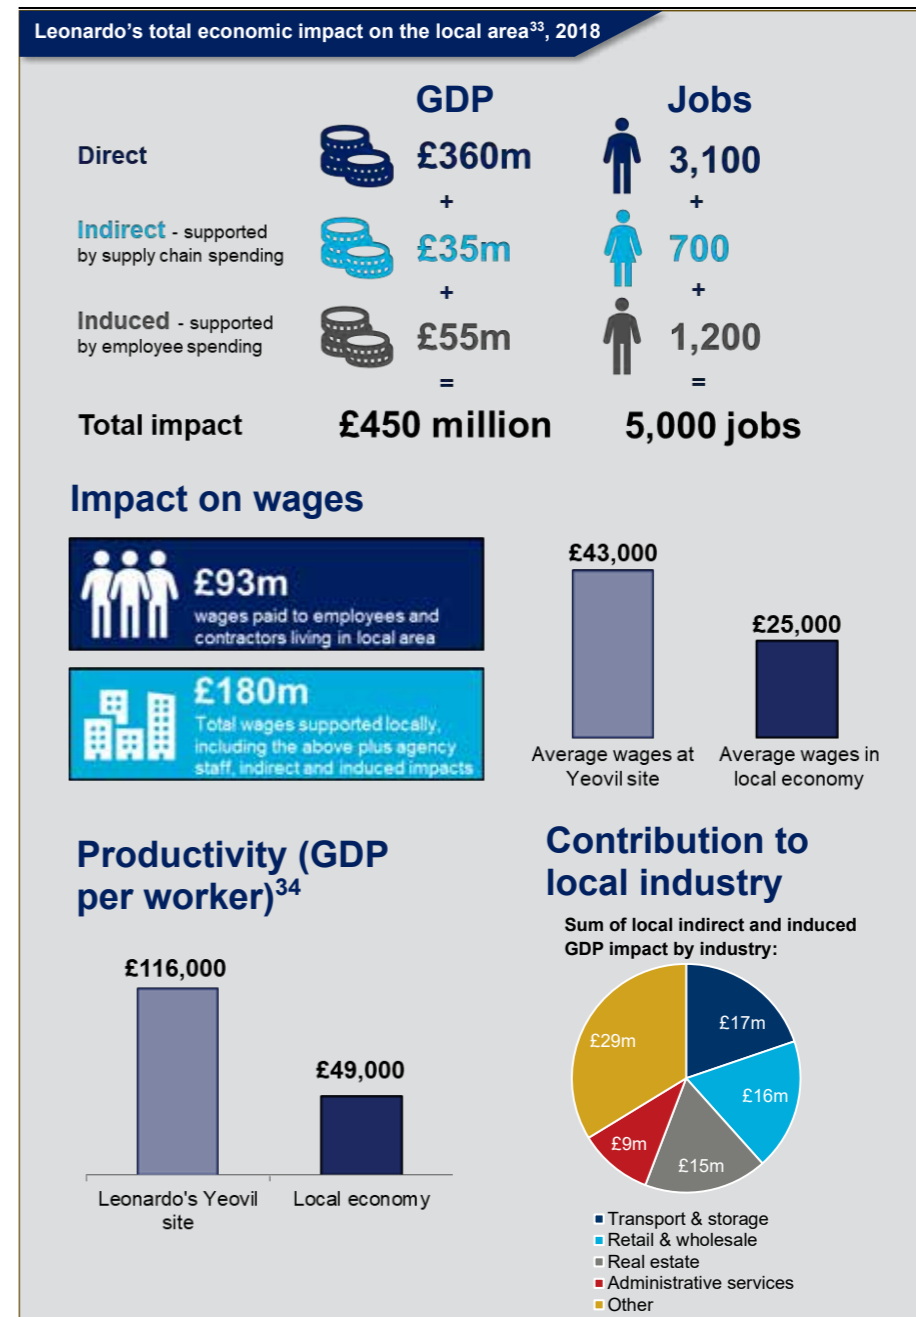 Leonardo's total economic impact on the local area33, 2018
GDP
Jobs
Direct
£360m
3,100
+
+
Indirect - supported
by supply chain spending
£35m
700
+
+
Induced - supported
by employee spending
£55m
1,200
=
=
Total impact
£450 million
5,000 jobs
Impact on wages
£93m
wages paid to employees and
contractors living in local area
£180m
Total wages supported locally,
including the above plus agency
staff, indirect and induced impacts
£43,000
£25,000
Average wages at
Yeovil site
Average wages in
local economy
Productivity (GDP
per worker)34
£116,000
£49,000
Leonardo's Yeovil
site
Local economy
Contribution to
local industry
Sum of local indirect and induced
GDP impact by industry:
£17m
£16m
£15m
£9m
£29m
Transport & storage
Retail & wholesale
Real estate
Administrative services
Other